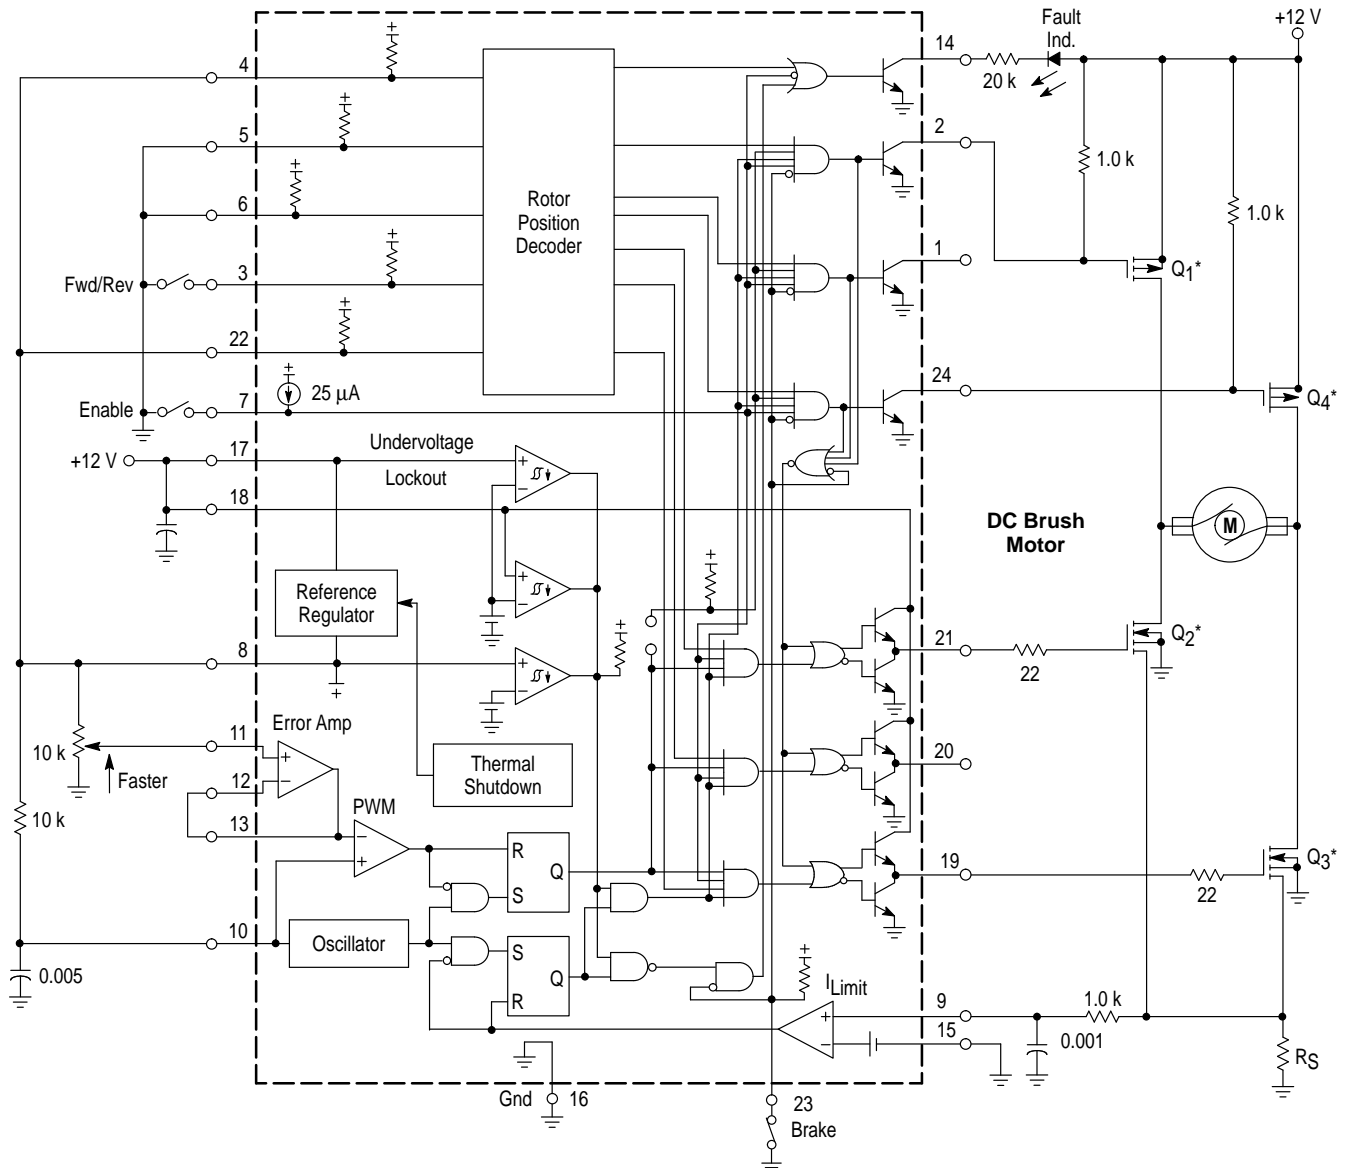 Fault
Ind.
+12 V
4
14
20 k
5
2
1.0 k
6
Rotor
Position
Decoder
1.0 k
Fwd/Rev
3
1
Q1*
22
Enable
7
25 µA
24
Q4*
+12 V
17
Undervoltage
Lockout
18
DC Brush
Motor
M
Reference
Regulator
+
−
+
−
21
22
Q2*
8
+
−
10 k
11
Error Amp
+
−
Faster
12
Thermal
Shutdown
20
10 k
13
PWM
−
+
R
S
Q
19
22
Q3*
10
Oscillator
S
R
Q
0.005
ILimit
+
−
9
1.0 k
15
0.001
RS
Gnd
16
23
Brake